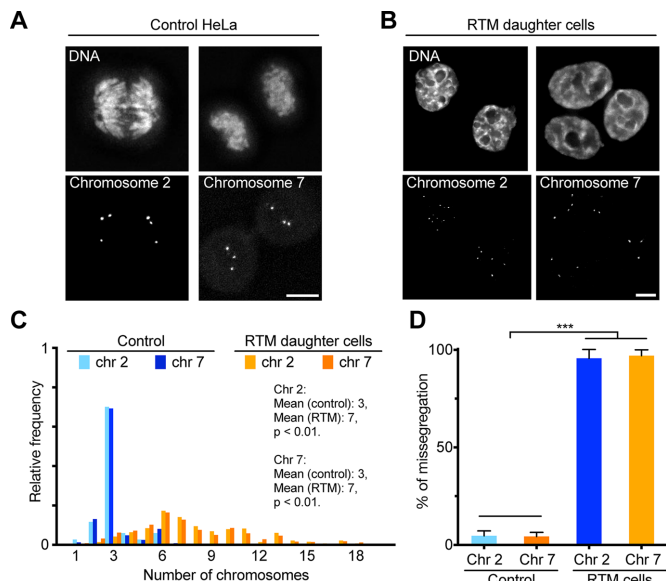 A
Control HeLa
DNA
Chromosome 2
Chromosome 7
B
RTM daughter cells
DNA
Chromosome 2
Chromosome 7
C
Control
RTM daughter cells
chr 2
chr 7
chr 2
chr 7
Chr 2:
Mean (control): 3,
Mean (RTM): 7,
p < 0.01.
Chr 7:
Mean (control): 3,
Mean (RTM): 7,
p < 0.01.
Relative frequency
1
0
1
3
6
9
12
15
18
Number of chromosomes
D
***
% of missegregation
100
50
0
Chr 2
Chr 7
Chr 2
Chr 7
Control
RTM cells